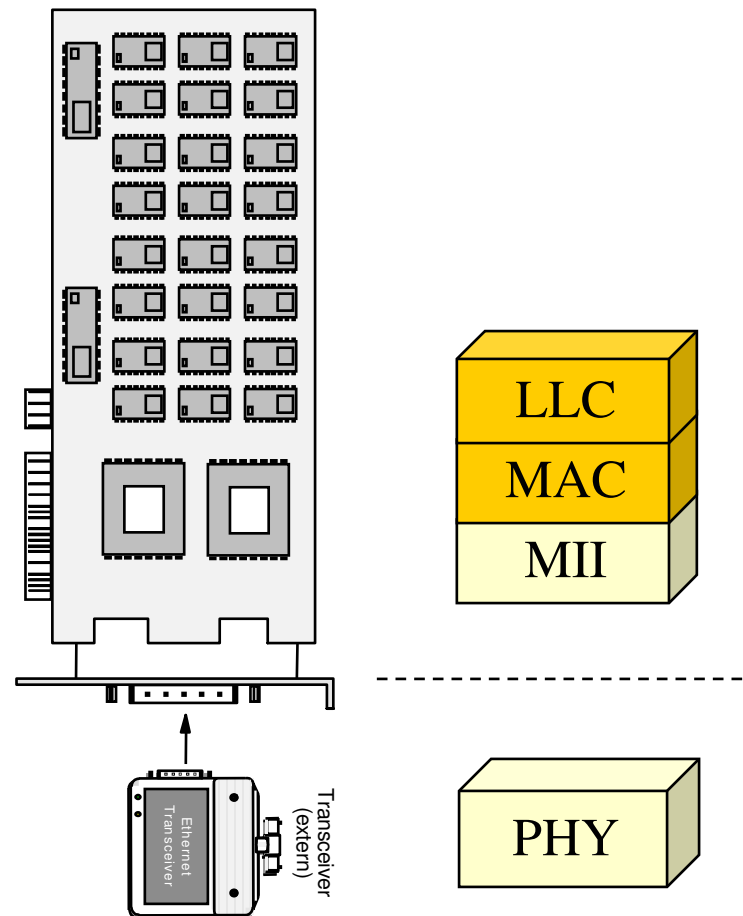 LLC
MAC
MII
PHY
Transceiver
(extern)
Ethernet
Transceiver